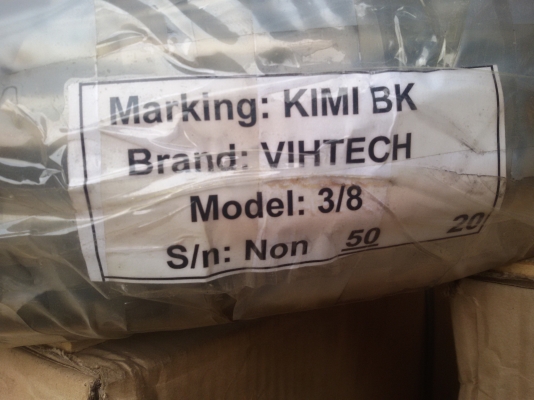 Marking: KIMI BK
Brand: VIHTECH
Model: 3/8
S/n: Non 50 20